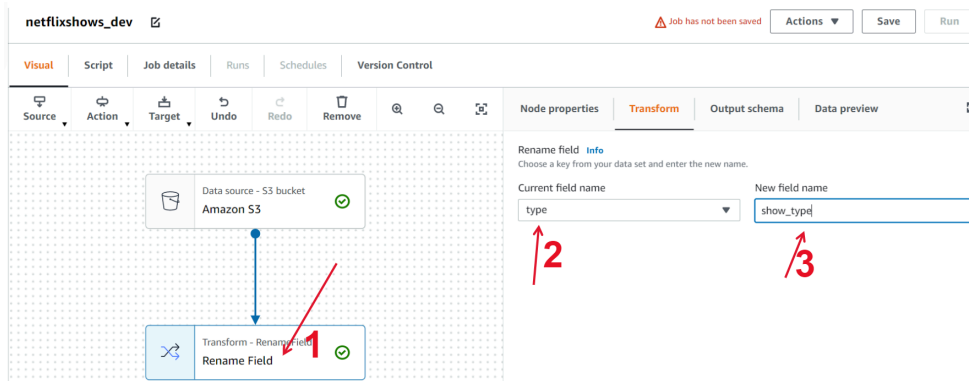 netflixshows_dev
Job has not been saved
Actions
Save
Run
Visual
Script
Job details
Runs
Schedules
Version Control
Source
Action
Target
Undo
Redo
Remove
Node properties
Transform
Output schema
Data preview
Rename field Info
Choose a key from your data set and enter the new name.
Current field name
New field name
type
show_type
2
3
Data source - S3 bucket
Amazon S3
1
Transform - RenameField
Rename Field